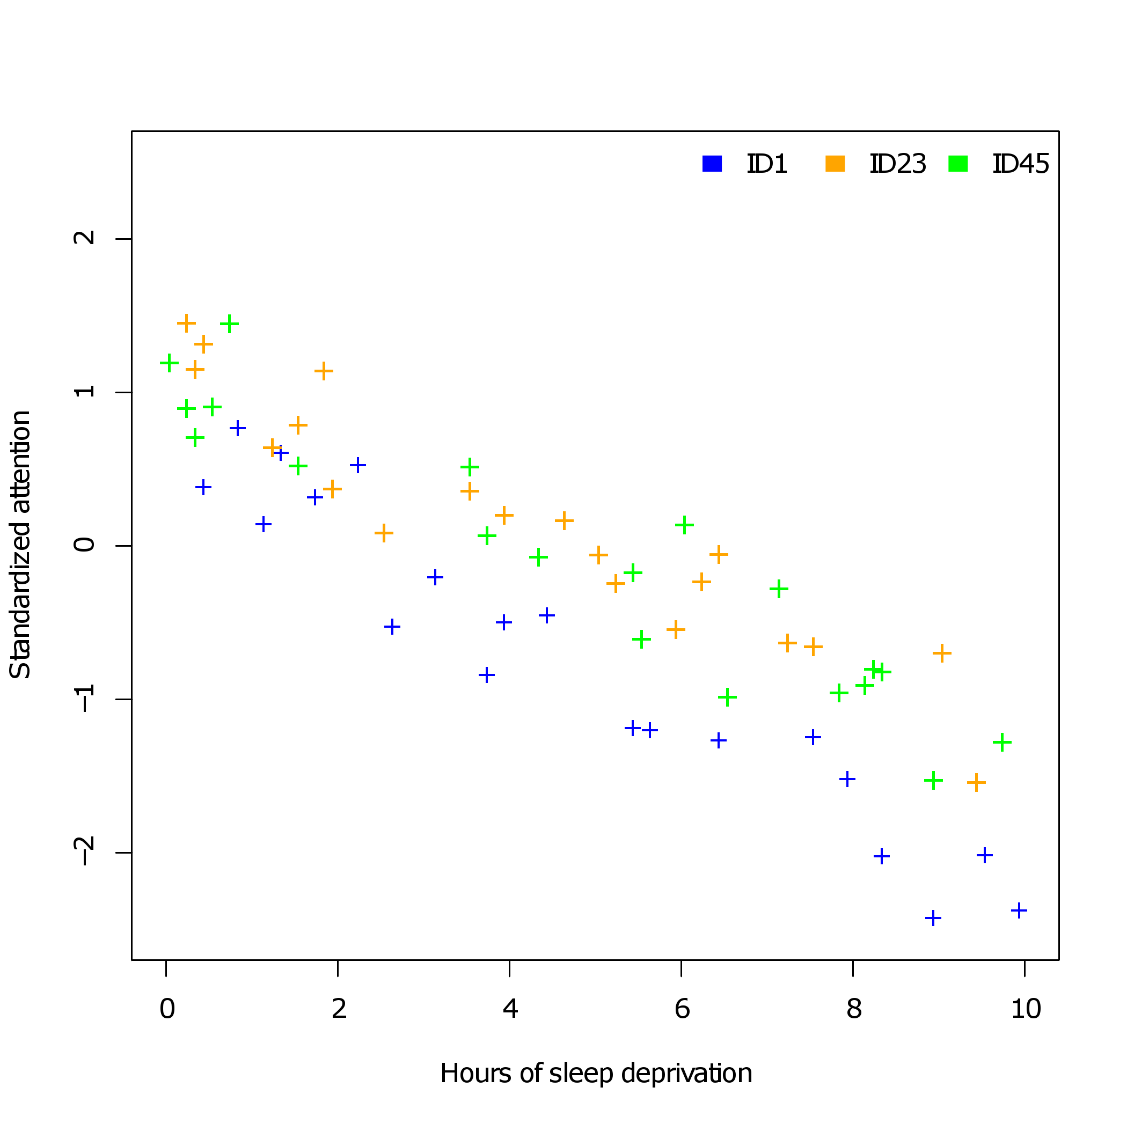 ID1 ID23 ID45
Standardized attention
2
1
0
−1
−2
0 2 4 6 8 10
Hours of sleep deprivation